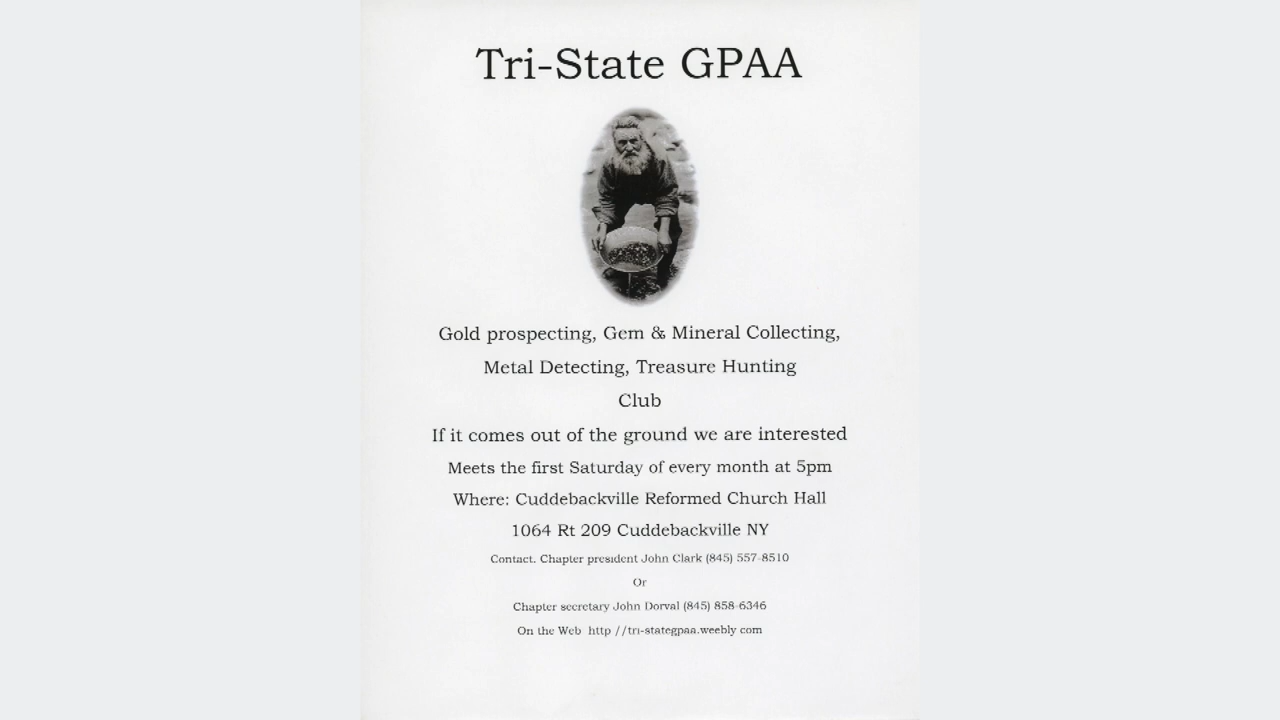 Tri-State GPAA
Gold prospecting, Gem & Mineral Collecting,
Metal Detecting, Treasure Hunting
Club
If it comes out of the ground we are interested
Meets the first Saturday of every month at 5pm
Where: Cuddebackville Reformed Church Hall
1064 Rt 209 Cuddebackville NY
Contact. Chapter president John Clark (845) 557-8510
Or
Chapter secretary John Dorval (845) 858-6346
On the Web http //tri-stategpaa.weebly com